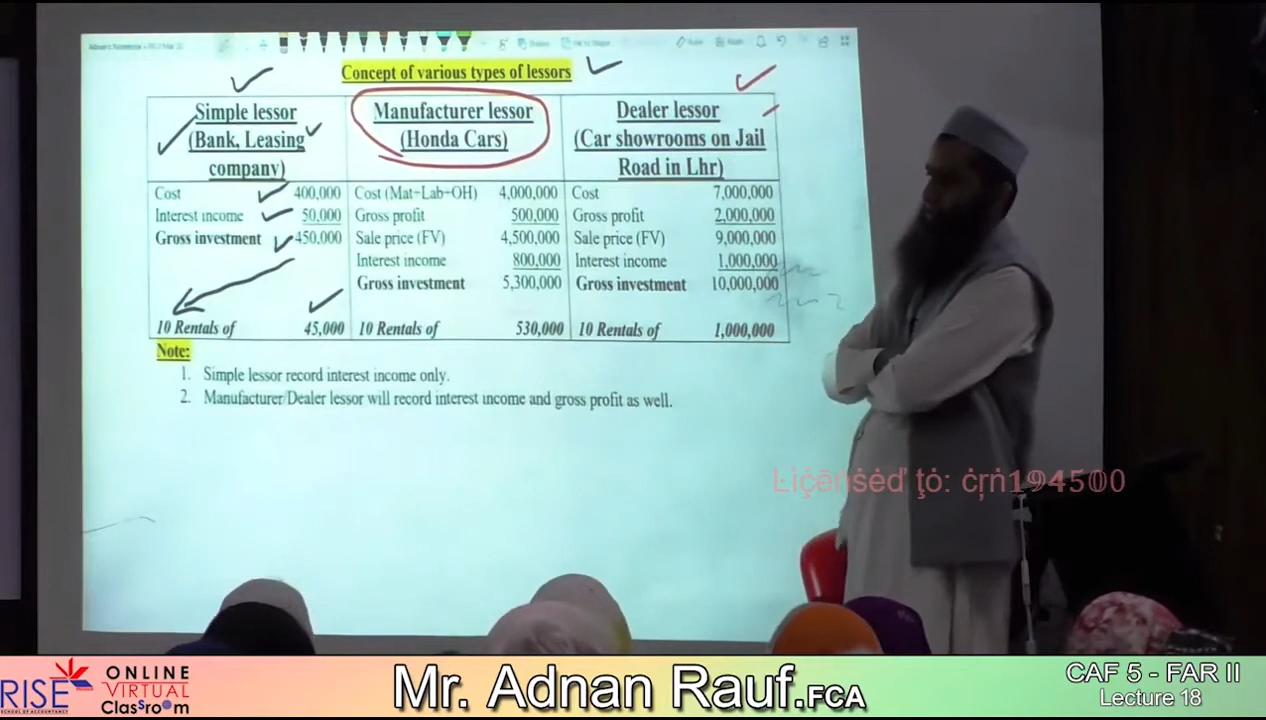 Concept of various types of lessors
Simple lessor
(Bank, Leasing
company)
Manufacturer lessor
(Honda Cars)
Dealer lessor
(Car showrooms on Jail
Road in Lhr)
Cost 400,000 Cost (Mat-Lab-OH) 4,000,000 Cost 7,000,000
Interest income 50,000 Gross profit 500,000 Gross profit 2,000,000
Gross investment 450,000 Sale price (FV) 4,500,000 Sale price (FV) 9,000,000
Interest income 800,000 Interest income 1,000,000
Gross investment 5,300,000 Gross investment 10,000,000
10 Rentals of 45,000 10 Rentals of 530,000 10 Rentals of 1,000,000
Note:
1. Simple lessor record interest income only.
2. Manufacturer/Dealer lessor will record interest income and gross profit as well.
Li̇ċēṅṡėď ţȯ: ċŗṅ194500
RISE
SCHOOL OF ACCOUNTANCY
ONLINE
VIRTUAL
Classroom
Mr. Adnan Rauf.FCA
CAF 5 - FAR II
Lecture 18